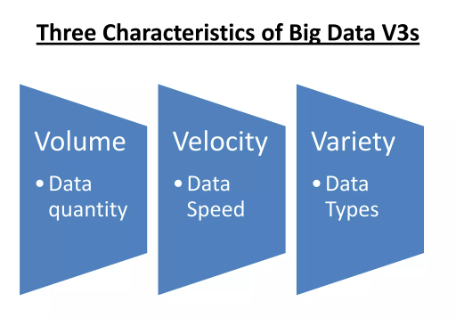 Three Characteristics of Big Data V3s
Volume
• Data
quantity
Velocity
• Data
Speed
Variety
• Data
Types